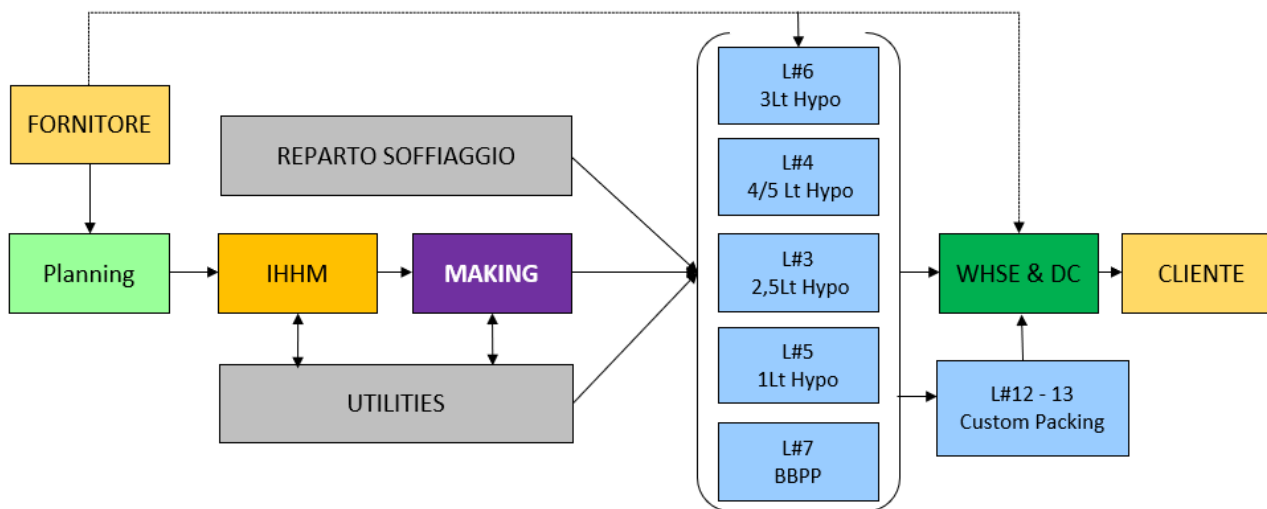 FORNITORE
REPARTO SOFFIAGGIO
Planning
IHHM
MAKING
UTILITIES
L#6
3Lt Hypo
L#4
4/5 Lt Hypo
L#3
2,5Lt Hypo
L#5
1Lt Hypo
L#7
BBPP
WHSE & DC
CLIENTE
L#12 - 13
Custom Packing